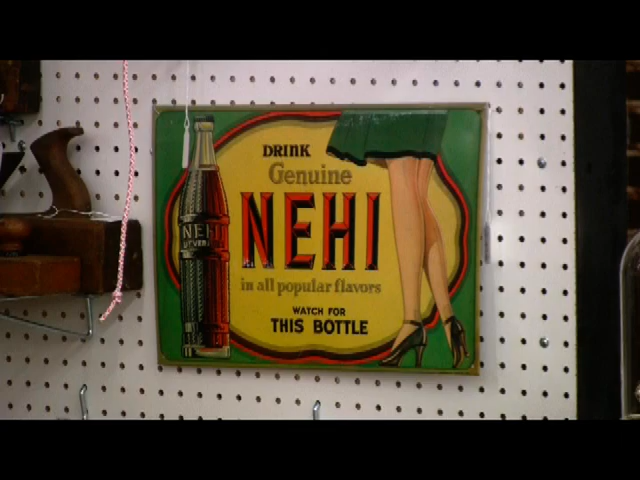 DRINK
Genuine
NEHI
in all popular flavors
WATCH FOR
THIS BOTTLE
NEHI